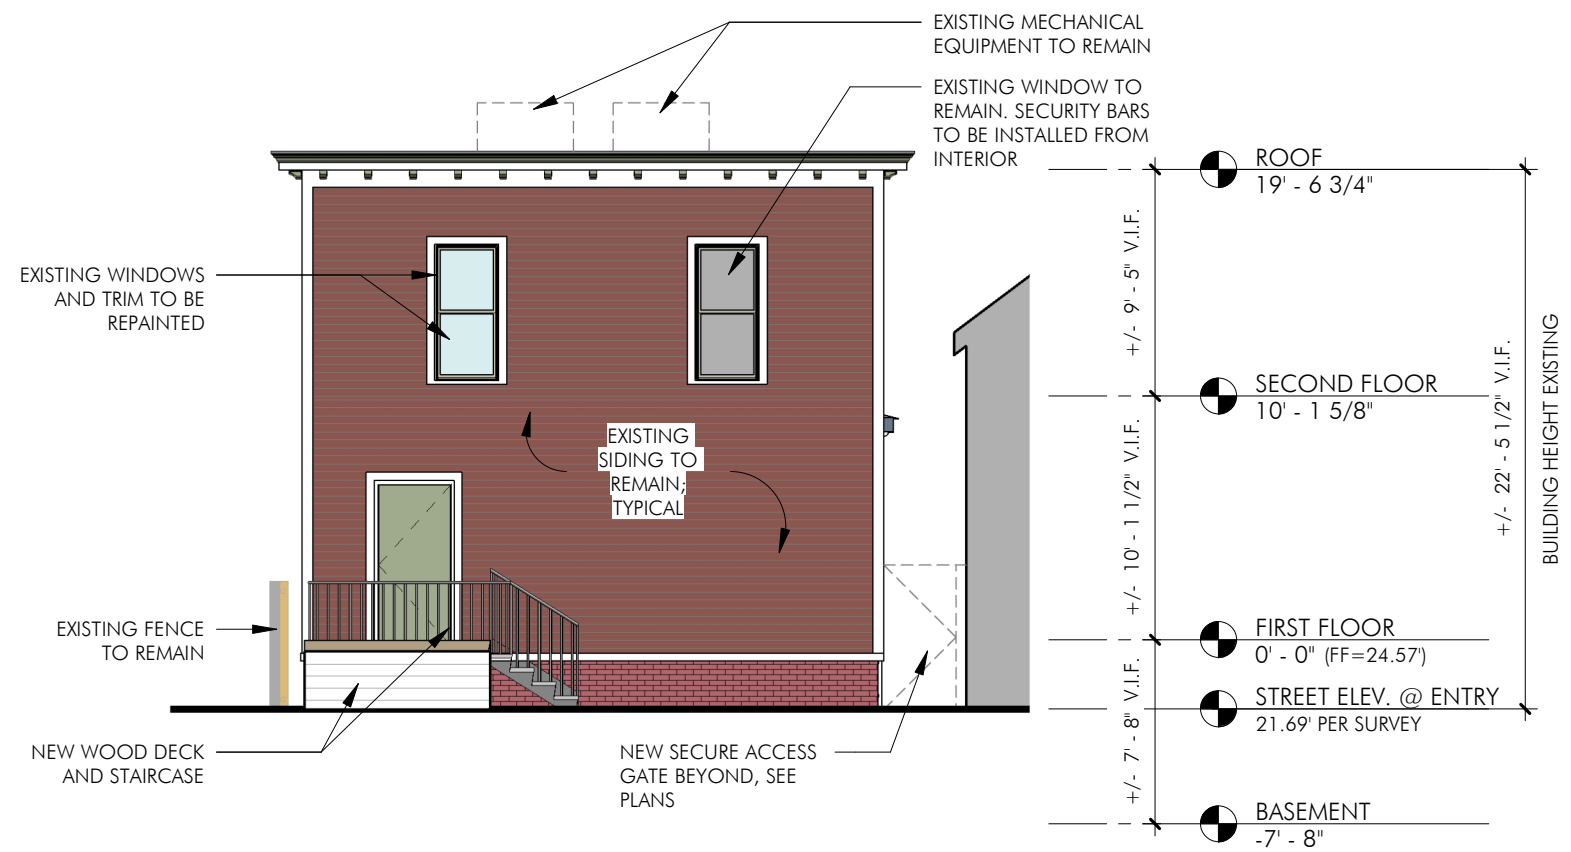 EXISTING MECHANICAL
EQUIPMENT TO REMAIN
EXISTING WINDOW TO
REMAIN. SECURITY BARS
TO BE INSTALLED FROM
INTERIOR
EXISTING WINDOWS
AND TRIM TO BE
REPAINTED
EXISTING
SIDING TO
REMAIN;
TYPICAL
EXISTING FENCE
TO REMAIN
NEW WOOD DECK
AND STAIRCASE
NEW SECURE ACCESS
GATE BEYOND, SEE
PLANS
+/- 9' - 5" V.I.F.
+/- 10' - 1 1/2" V.I.F.
+/- 7' - 8" V.I.F.
ROOF
19' - 6 3/4"
SECOND FLOOR
10' - 1 5/8"
FIRST FLOOR
0' - 0" (FF=24.57')
STREET ELEV. @ ENTRY
21.69' PER SURVEY
BASEMENT
-7' - 8"
+/- 22' - 5 1/2" V.I.F.
BUILDING HEIGHT EXISTING